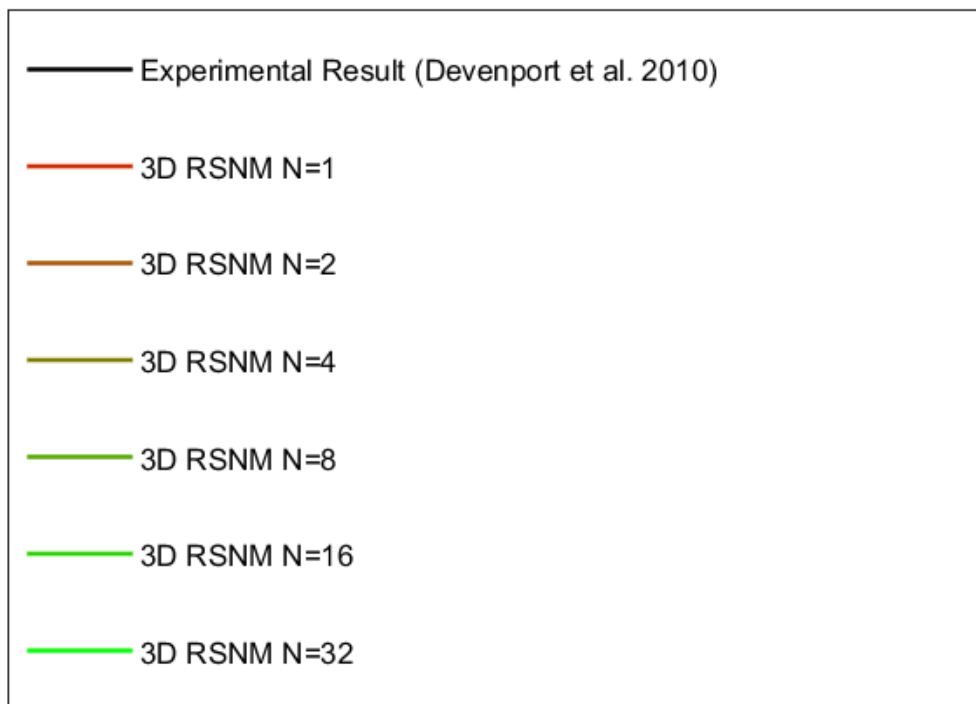 Experimental Result (Devenport et al. 2010)
3D RSNM N=1
3D RSNM N=2
3D RSNM N=4
3D RSNM N=8
3D RSNM N=16
3D RSNM N=32